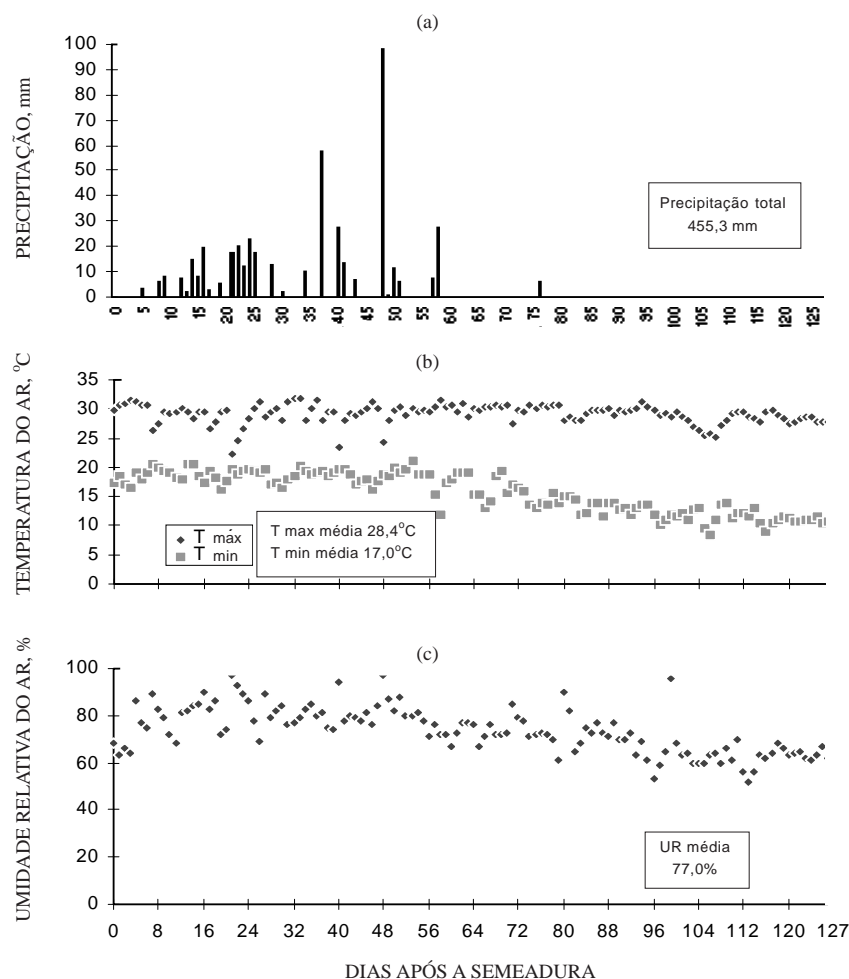 (a)
PRECIPITAÇÃO, mm
100
90
80
70
60
50
40
30
20
10
0
Precipitação total
455,3 mm
0 5 10 15 20 25 30 35 40 45 50 55 60 65 70 75 80 85 90 95 100 105 110 115 120 125
(b)
TEMPERATURA DO AR, °C
35
30
25
20
15
10
5
0
T máx
T min
T max média 28,4°C
T min média 17,0°C
(c)
UMIDADE RELATIVA DO AR, %
100
80
60
40
20
0
UR média
77,0%
0 8 16 24 32 40 48 56 64 72 80 88 96 104 112 120 127
DIAS APÓS A SEMEADURA